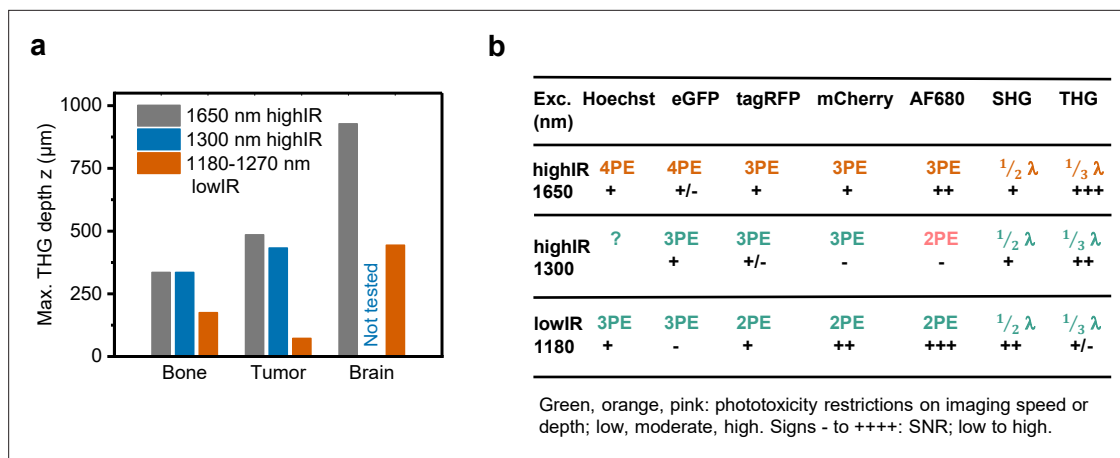 a
Max. THG depth z (µm)
1000
750
500
250
0
1650 nm highIR
1300 nm highIR
1180-1270 nm
lowIR
Not tested
Bone Tumor Brain
b
Exc. Hoechst eGFP tagRFP mCherry AF680 SHG THG
(nm)
highIR 4PE 4PE 3PE 3PE 3PE 1/2 λ 1/3 λ
1650 + +/- + + ++ + +++
highIR ? 3PE 3PE 3PE 2PE 1/2 λ 1/3 λ
1300 + +/- - - + ++
lowIR 3PE 3PE 2PE 2PE 2PE 1/2 λ 1/3 λ
1180 + - + ++ +++ ++ +/-
Green, orange, pink: phototoxicity restrictions on imaging speed or
depth; low, moderate, high. Signs - to ++++: SNR; low to high.